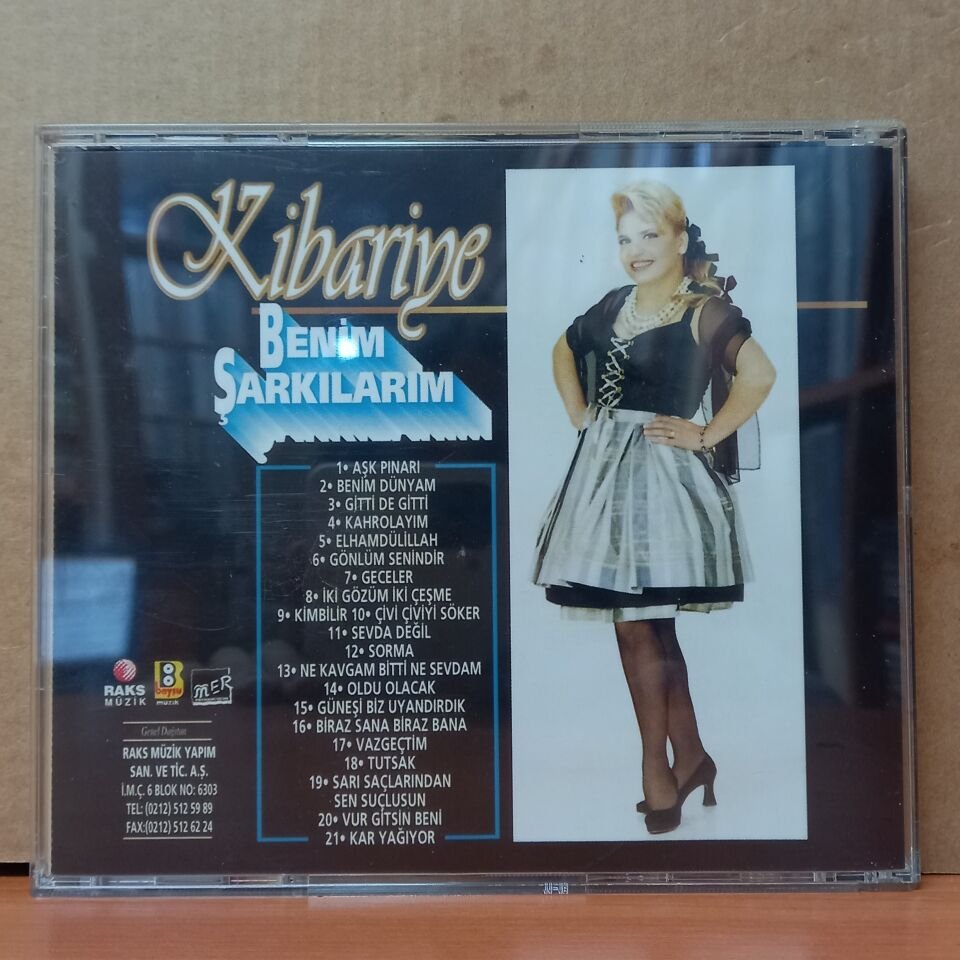 Kibariye
BENİM
ŞARKILARIM
1• AŞK PINARI
2• BENİM DÜNYAM
3• GİTTİ DE GİTTİ
4• KAHROLAYIM
5• ELHAMDÜLİLLAH
6• GÖNLÜM SENİNDİR
7• GECELER
8• İKİ GÖZÜM İKİ ÇEŞME
9• KİMBİLİR 10• ÇİVİ ÇİVİYİ SÖKER
11• SEVDA DEĞİL
12• SORMA
13• NE KAVGAM BİTTİ NE SEVDAM
14• OLDU OLACAK
15• GÜNEŞİ BİZ UYANDIRDIK
16• BİRAZ SANA BİRAZ BANA
17• VAZGEÇTİM
18• TUTSAK
19• SARI SAÇLARINDAN
SEN SUÇLUSUN
20• VUR GİTSİN BENİ
21• KAR YAĞIYOR
RAKS
MÜZİK
baysu
müzik
MER
Genel Dağıtım
RAKS MÜZİK YAPIM
SAN. VE TİC. A.Ş.
İ.M.Ç. 6 BLOK NO: 6303
TEL: (0212) 512 59 89
FAX:(0212) 512 62 24